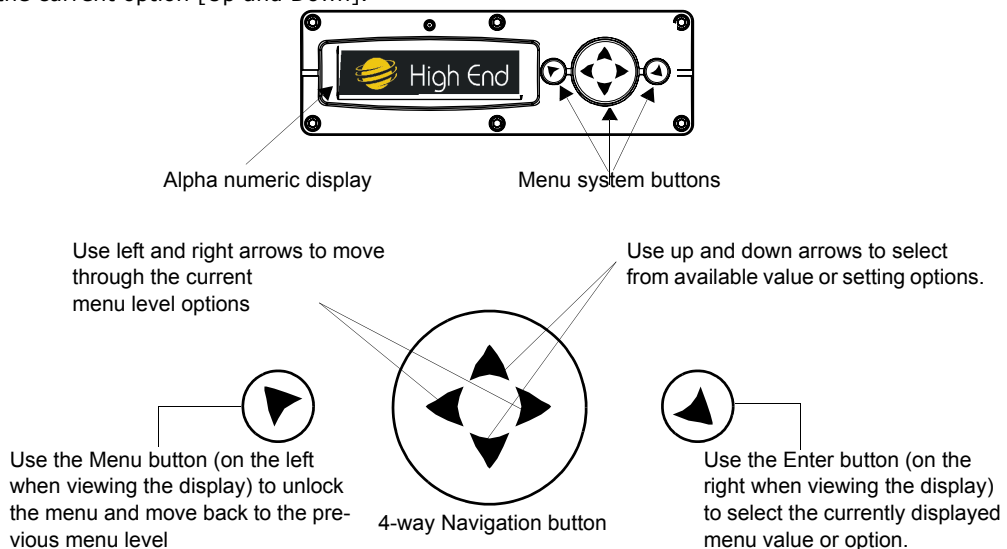 the current option [Up and Down].
High End
Alpha numeric display
Menu system buttons
Use left and right arrows to move
through the current
menu level options
Use up and down arrows to select
from available value or setting options.
Use the Menu button (on the left
when viewing the display) to unlock
the menu and move back to the pre-
vious menu level
4-way Navigation button
Use the Enter button (on the
right when viewing the display)
to select the currently displayed
menu value or option.